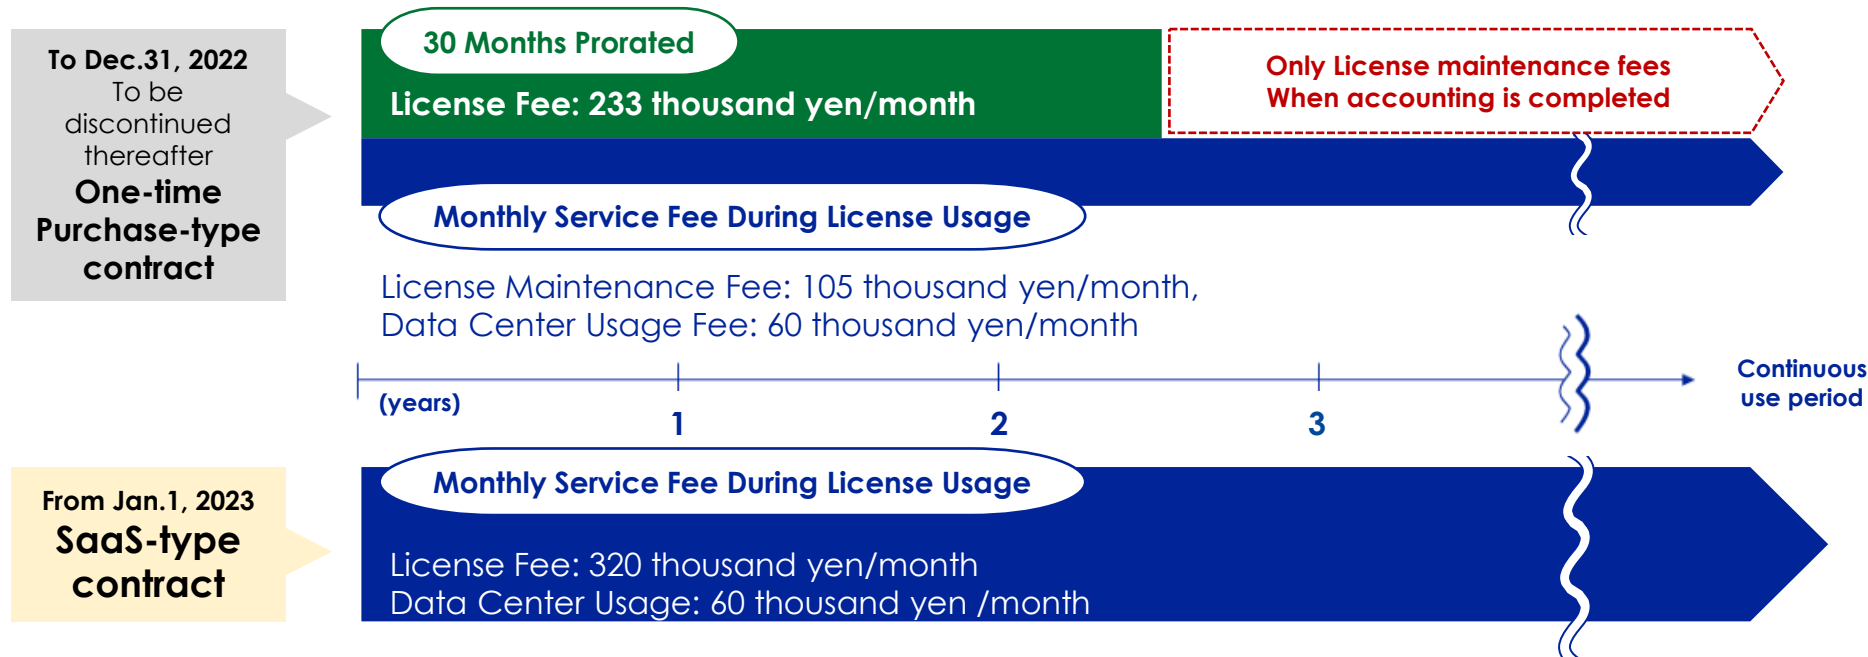 To Dec.31, 2022
To be
discontinued
thereafter
One-time
Purchase-type
contract
30 Months Prorated
License Fee: 233 thousand yen/month
Only License maintenance fees
When accounting is completed
Monthly Service Fee During License Usage
License Maintenance Fee: 105 thousand yen/month,
Data Center Usage Fee: 60 thousand yen/month
(years)
1
2
3
Continuous
use period
From Jan.1, 2023
SaaS-type
contract
Monthly Service Fee During License Usage
License Fee: 320 thousand yen/month
Data Center Usage: 60 thousand yen /month